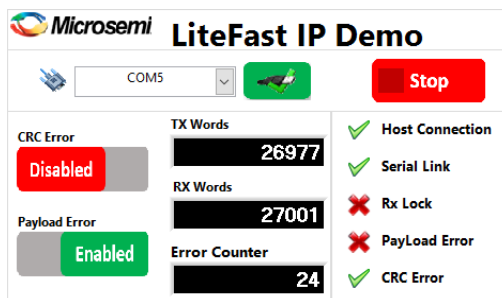 Microsemi
LiteFast IP Demo
COM5
Stop
CRC Error
Disabled
Payload Error
Enabled
TX Words
26977
RX Words
27001
Error Counter
24
Host Connection
Serial Link
Rx Lock
PayLoad Error
CRC Error